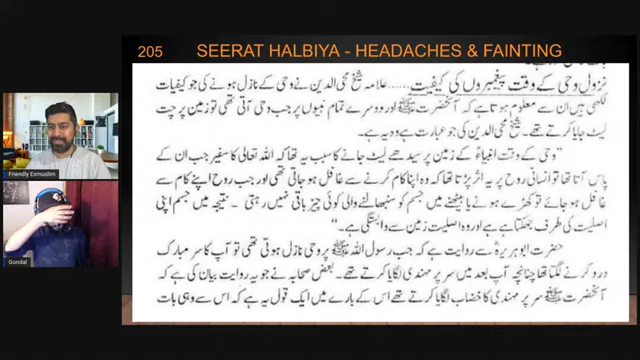 205 SEERAT HALBIYA - HEADACHES & FAINTING
نزول وحی کے وقت پیغمبروں کی کیفیت...... علامہ شیخ محی الدین نے وحی کے نازل ہونے کی جو کیفیات
لکھی ہیں ان سے معلوم ہوتا ہے کہ آنحضرت ﷺ اور دوسرے تمام نبیوں پر جب وحی آتی تھی تو زمین پر چت
لیٹ جایا کرتے تھے۔ شیخ محی الدین کی جو عبارت ہے وہ یہ ہے۔
"وحی کے وقت انبیاءؑ کے زمین پر سیدھے لیٹ جانے کا سبب یہ تھا کہ اللہ تعالیٰ کا سفیر جب ان کے
پاس آتا تھا تو انسانی روح پر یہ اثر پڑتا تھا کہ وہ اپنا کام کرنے سے غافل ہو جاتی تھی اور جب روح اپنے کام سے
غافل ہو جائے تو کھڑے ہونے یا بیٹھنے میں جسم کو سنبھالنے والی کوئی چیز باقی نہیں رہتی۔ نتیجہ میں جسم اپنی
اصلیت کی طرف جھکتا ہے اور وہ اصلیت زمین سے وابستگی ہے۔"
حضرت ابوہریرہؓ سے روایت ہے کہ جب رسول اللہ ﷺ پر وحی نازل ہوتی تھی تو آپ کا سر مبارک
درد کرنے لگتا تھا چنانچہ آپ بعد میں سر پر مہندی لگایا کرتے تھے۔ بعض صحابہ نے جو یہ روایت بیان کی ہے کہ
آنحضرت ﷺ سر پر مہندی کا خضاب لگایا کرتے تھے اس کے بارے میں ایک قول یہ ہے کہ اس سے وہی بات
Friendly Exmuslim
Gondal